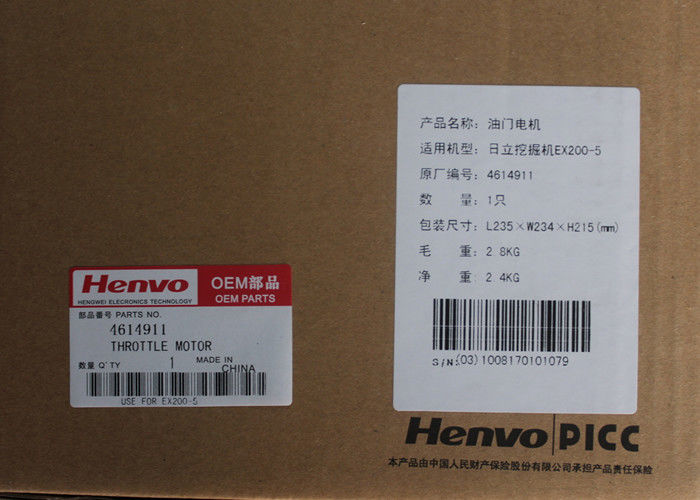 产品名称: 油门电机
适用机型: 日立挖掘机EX200-5
原厂编号: 4614911
数 量: 1只
包装尺寸: L235×W234×H215(mm)
毛 重: 2.8KG
净 重: 2.4KG
S/N:(03)1008170101079
Henvo OEM部品
HENGWEI ELECRONICS TECHNOLOGY OEM PARTS
部品番号 PARTS NO.
4614911
THROTTLE MOTOR
数量 Q'TY 1 MADE IN CHINA
USE FOR EX200-5
Henvo PICC
本产品由中国人民财产保险股份有限公司承担产品责任保险